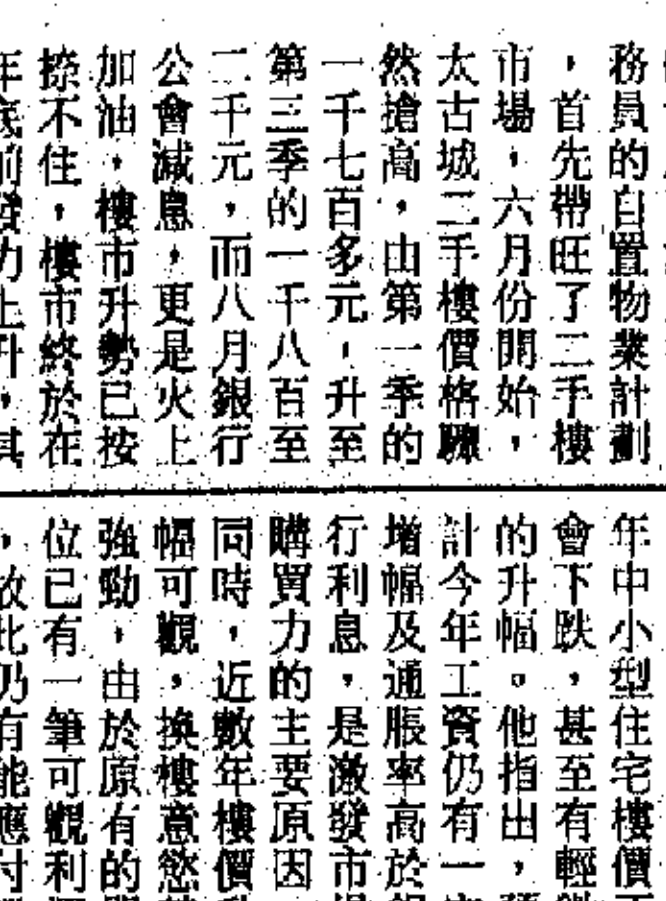 務員的自置物業計劃
，首先帶旺了二手樓
市場，六月份開始，
太古城二手樓價格驟
然搶高，由第一季的
一千七百多元，升至
第三季的一千八百至
二千元，而八月銀行
公會減息，更是火上
加油，樓市升勢已按
捺不住，樓市終於在
年底前發力上升，其
年中小型住宅樓價
會下跌，甚至有輕
的升幅。他指出，
計今年工資仍有一
增幅及通脹率高於
行利息，是激發市
購買力的主要原因
同時，近數年樓價
幅可觀，換樓意慾
強勁，由於原有的
位已有一筆可觀利
，故此仍有能應付